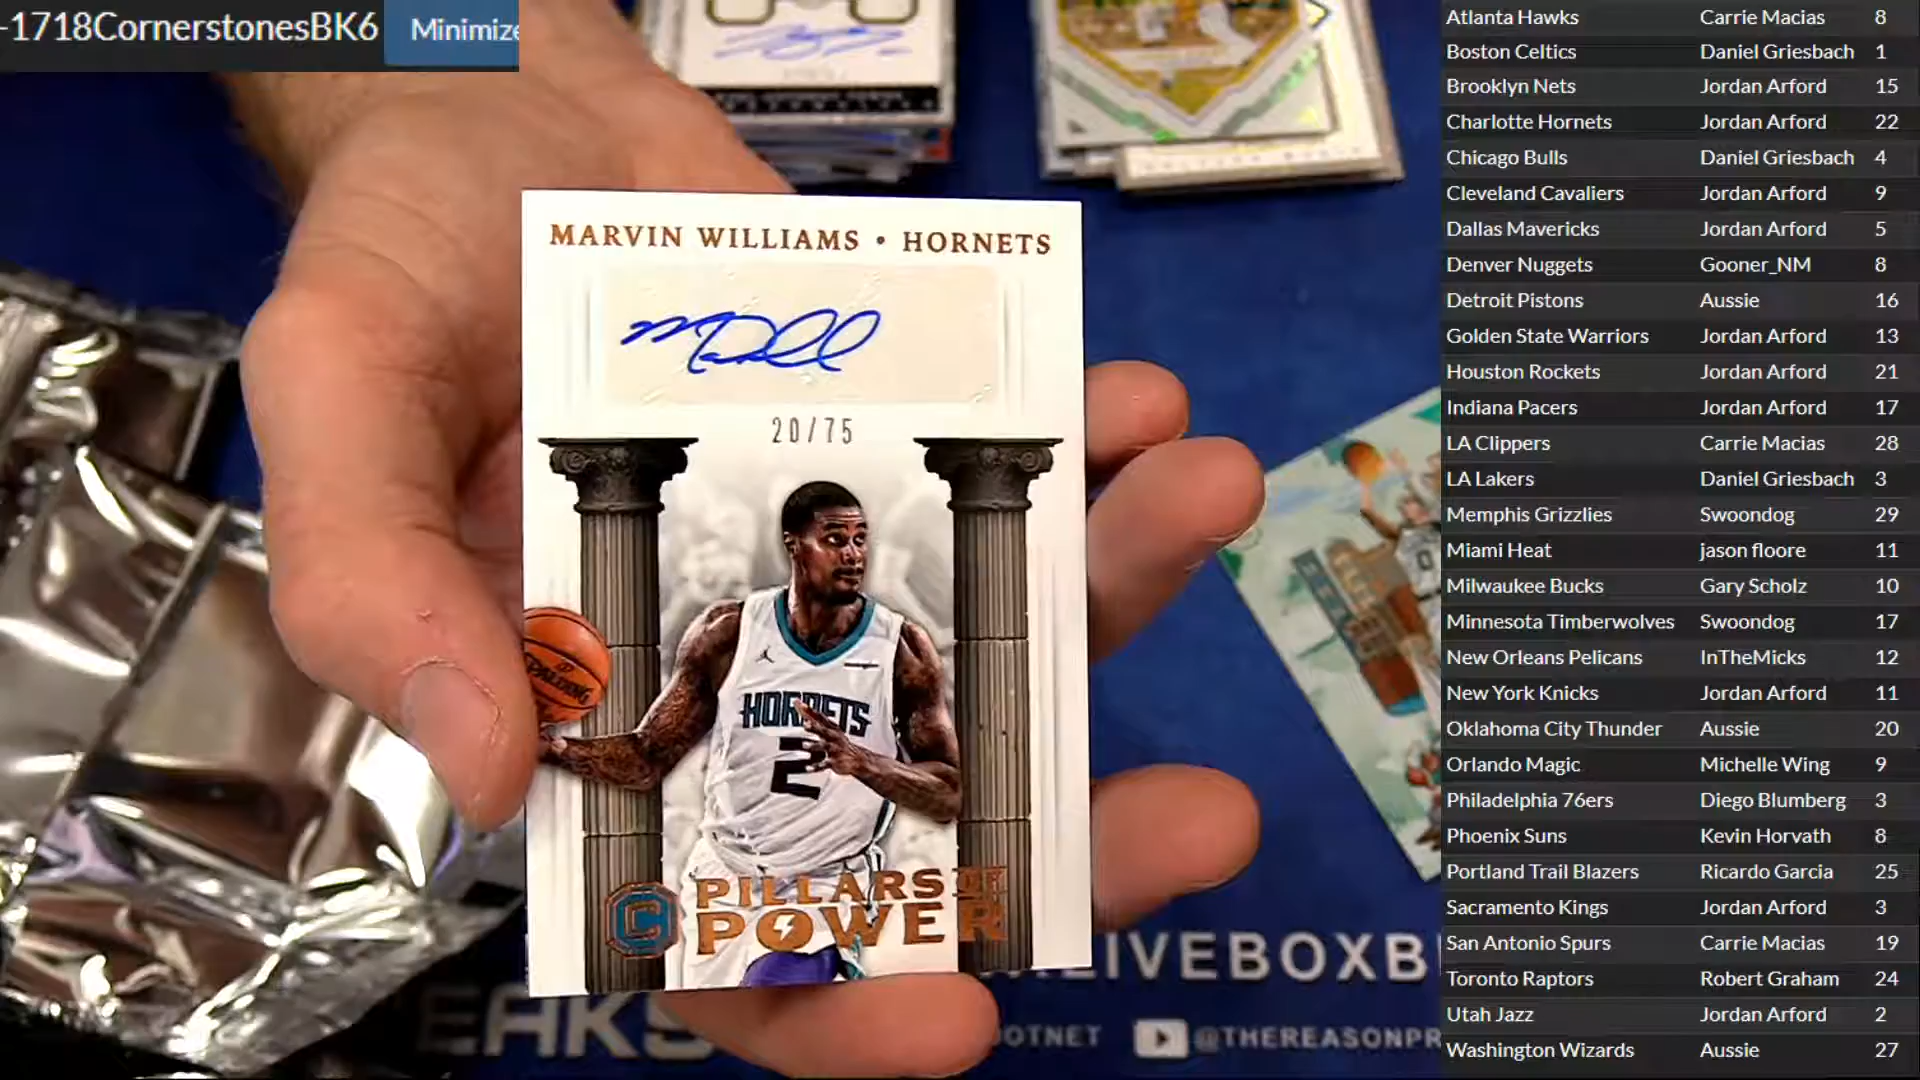 -1718CornerstonesBK6 Minimize
MARVIN WILLIAMS • HORNETS
20/75
SPALDING
HORNETS
2
PILLARS OF
POWER
C
EAKS
LIVEBOXB
OTNET
@THEREASONPR
Atlanta Hawks Carrie Macias 8
Boston Celtics Daniel Griesbach 1
Brooklyn Nets Jordan Arford 15
Charlotte Hornets Jordan Arford 22
Chicago Bulls Daniel Griesbach 4
Cleveland Cavaliers Jordan Arford 9
Dallas Mavericks Jordan Arford 5
Denver Nuggets Gooner_NM 8
Detroit Pistons Aussie 16
Golden State Warriors Jordan Arford 13
Houston Rockets Jordan Arford 21
Indiana Pacers Jordan Arford 17
LA Clippers Carrie Macias 28
LA Lakers Daniel Griesbach 3
Memphis Grizzlies Swoondog 29
Miami Heat jason floore 11
Milwaukee Bucks Gary Scholz 10
Minnesota Timberwolves Swoondog 17
New Orleans Pelicans InTheMicks 12
New York Knicks Jordan Arford 11
Oklahoma City Thunder Aussie 20
Orlando Magic Michelle Wing 9
Philadelphia 76ers Diego Blumberg 3
Phoenix Suns Kevin Horvath 8
Portland Trail Blazers Ricardo Garcia 25
Sacramento Kings Jordan Arford 3
San Antonio Spurs Carrie Macias 19
Toronto Raptors Robert Graham 24
Utah Jazz Jordan Arford 2
Washington Wizards Aussie 27